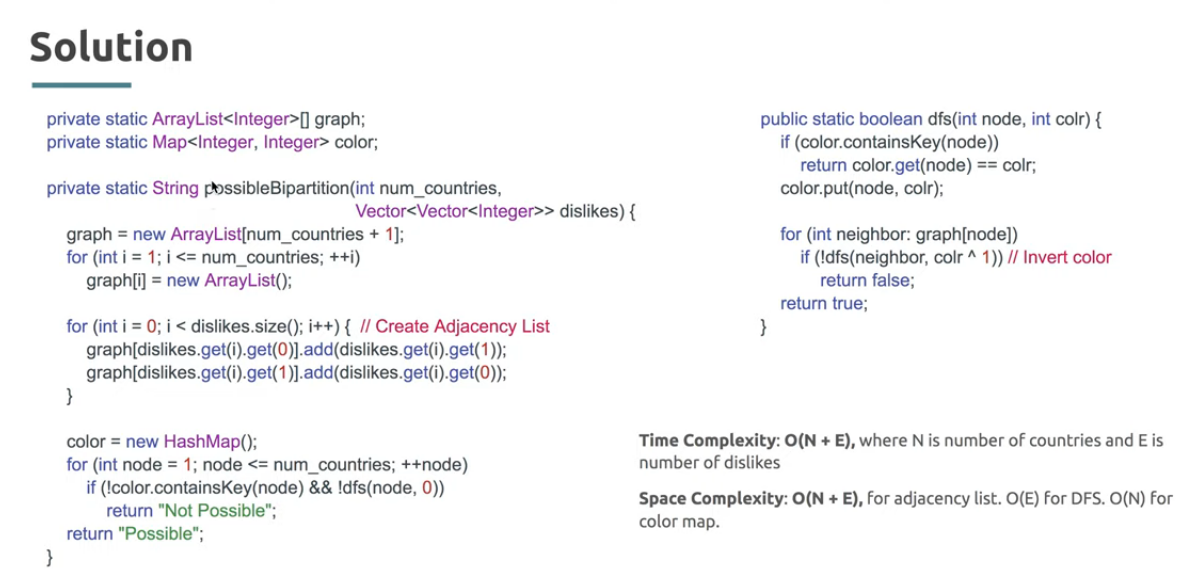 Solution
private static ArrayList<Integer>[] graph;
private static Map<Integer, Integer> color;
private static String possibleBipartition(int num_countries,
Vector<Vector<Integer>> dislikes) {
graph = new ArrayList[num_countries + 1];
for (int i = 1; i <= num_countries; ++i)
graph[i] = new ArrayList();
for (int i = 0; i < dislikes.size(); i++) { // Create Adjacency List
graph[dislikes.get(i).get(0)].add(dislikes.get(i).get(1));
graph[dislikes.get(i).get(1)].add(dislikes.get(i).get(0));
}
color = new HashMap();
for (int node = 1; node <= num_countries; ++node)
if (!color.containsKey(node) && !dfs(node, 0))
return "Not Possible";
return "Possible";
}
public static boolean dfs(int node, int colr) {
if (color.containsKey(node))
return color.get(node) == colr;
color.put(node, colr);
for (int neighbor: graph[node])
if (!dfs(neighbor, colr ^ 1)) // Invert color
return false;
return true;
}
Time Complexity: O(N + E), where N is number of countries and E is
number of dislikes
Space Complexity: O(N + E), for adjacency list. O(E) for DFS. O(N) for
color map.